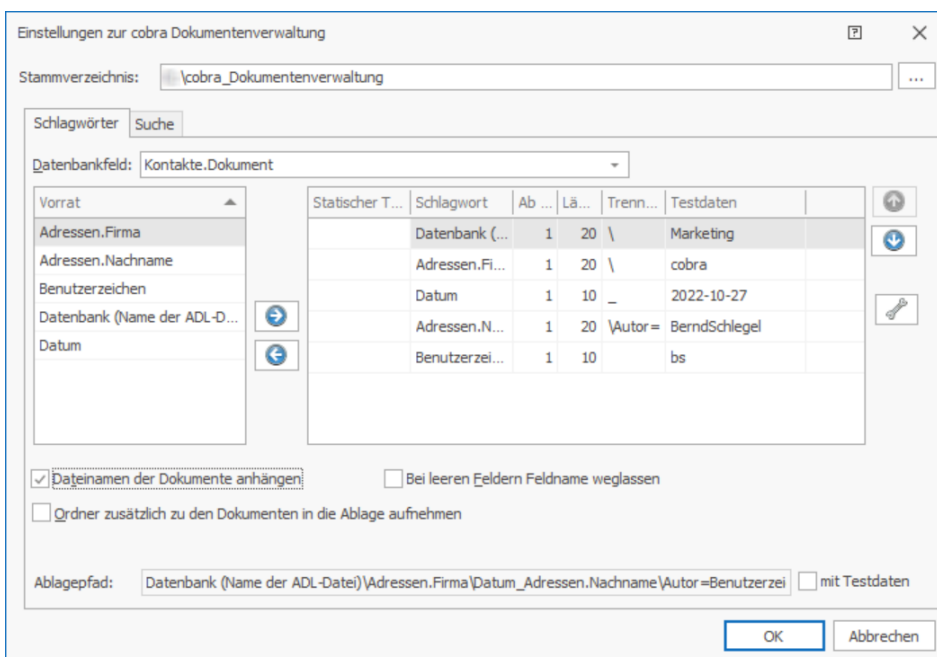 Einstellungen zur cobra Dokumentenverwaltung
Stammverzeichnis: \cobra_Dokumentenverwaltung ...
Schlagwörter Suche
Datenbankfeld: Kontakte.Dokument
Vorrat
Adressen.Firma
Adressen.Nachname
Benutzerzeichen
Datenbank (Name der ADL-D...
Datum
Statischer T... Schlagwort Ab ... Lä... Trenn... Testdaten
Datenbank (... 1 20 \ Marketing
Adressen.Fi... 1 20 \ cobra
Datum 1 10 _ 2022-10-27
Adressen.N... 1 20 \Autor= BerndSchlegel
Benutzerzei... 1 10 bs
Dateinamen der Dokumente anhängen Bei leeren Feldern Feldname weglassen
Ordner zusätzlich zu den Dokumenten in die Ablage aufnehmen
Ablagepfad: Datenbank (Name der ADL-Datei)\Adressen.Firma\Datum_Adressen.Nachname\Autor=Benutzerzei mit Testdaten
OK Abbrechen